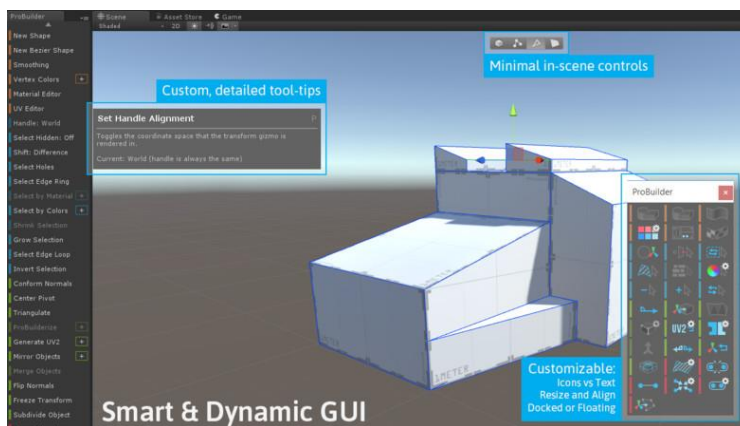 ProBuilder
Scene
Asset Store
Game
Shaded
2D
New Shape
New Bezier Shape
Smoothing
Vertex Colors +
Material Editor
UV Editor
Handle: World
Select Hidden: Off
Shift: Difference
Select Holes
Select Edge Ring
Select by Material +
Select by Colors +
Shrink Selection
Grow Selection
Select Edge Loop
Invert Selection
Conform Normals
Center Pivot
Triangulate
ProBuilderize +
Generate UV2 +
Mirror Objects +
Merge Objects
Flip Normals
Freeze Transform
Subdivide Object
Minimal in-scene controls
Custom, detailed tool-tips
Set Handle Alignment P
Toggles the coordinate space that the transform gizmo is
rendered in.
Current: World (handle is always the same)
1METER
ProBuilder x
UV2
Customizable:
Icons vs Text
Resize and Align
Docked or Floating
Smart & Dynamic GUI